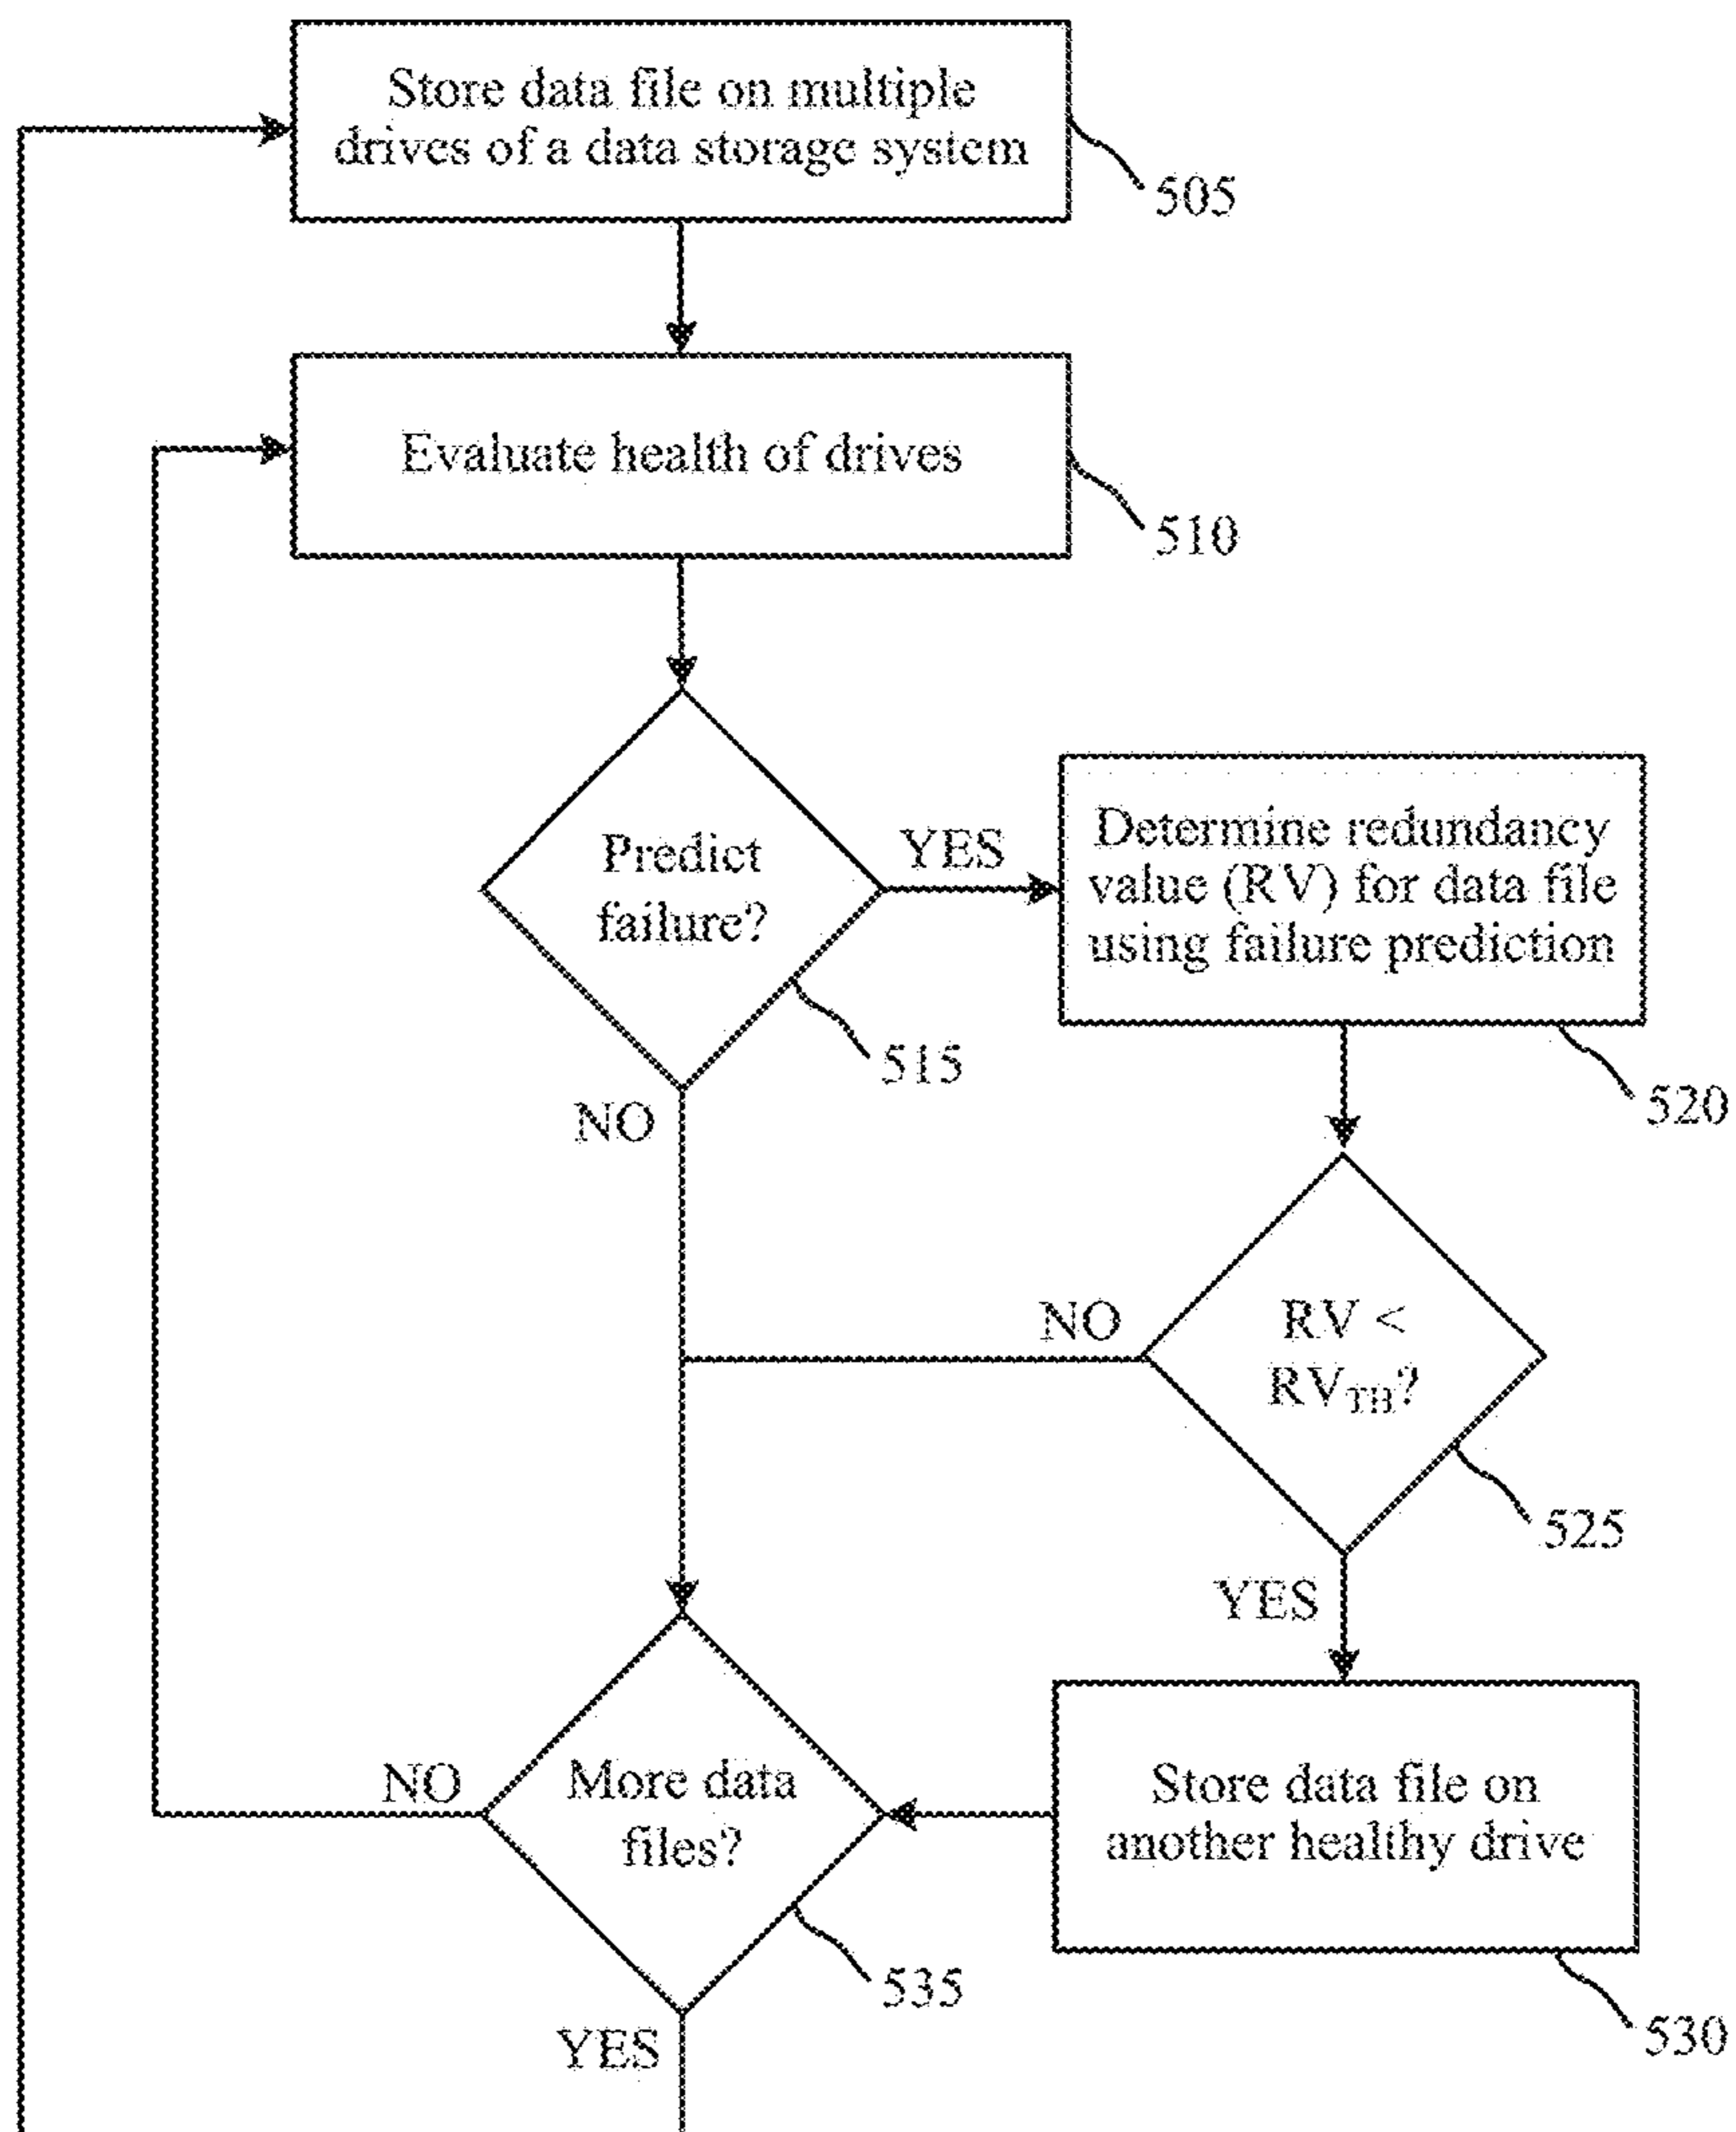 Store data file on multiple
drives of a data storage system
505
Evaluate health of drives
510
Predict
failure?
YES
515
NO
Determine redundancy
value (RV) for data file
using failure prediction
520
RV <
RV_TH?
NO
525
YES
Store data file on
another healthy drive
530
More data
files?
NO
535
YES